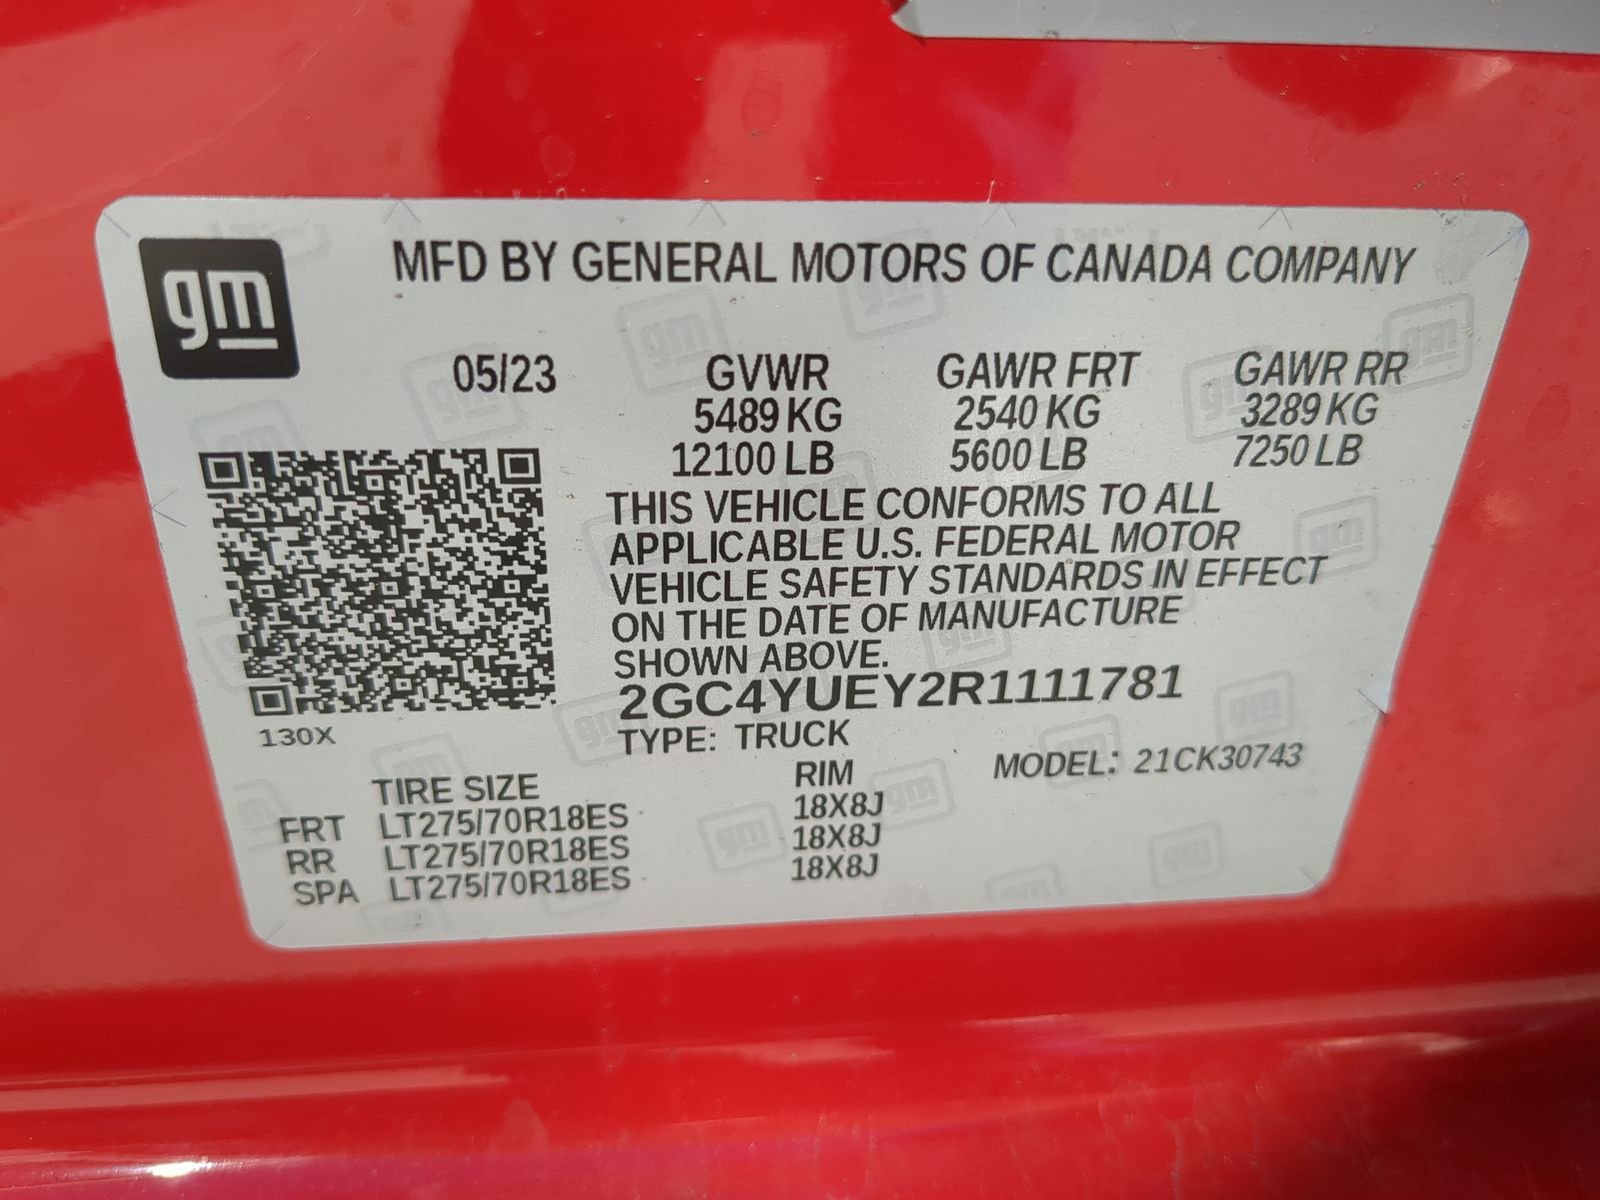 gm
MFD BY GENERAL MOTORS OF CANADA COMPANY
05/23 GVWR GAWR FRT GAWR RR
5489 KG 2540 KG 3289 KG
12100 LB 5600 LB 7250 LB
THIS VEHICLE CONFORMS TO ALL
APPLICABLE U.S. FEDERAL MOTOR
VEHICLE SAFETY STANDARDS IN EFFECT
ON THE DATE OF MANUFACTURE
SHOWN ABOVE.
2GC4YUEY2R1111781
130X
TYPE: TRUCK
MODEL: 21CK30743
TIRE SIZE RIM
FRT LT275/70R18ES 18X8J
RR LT275/70R18ES 18X8J
SPA LT275/70R18ES 18X8J